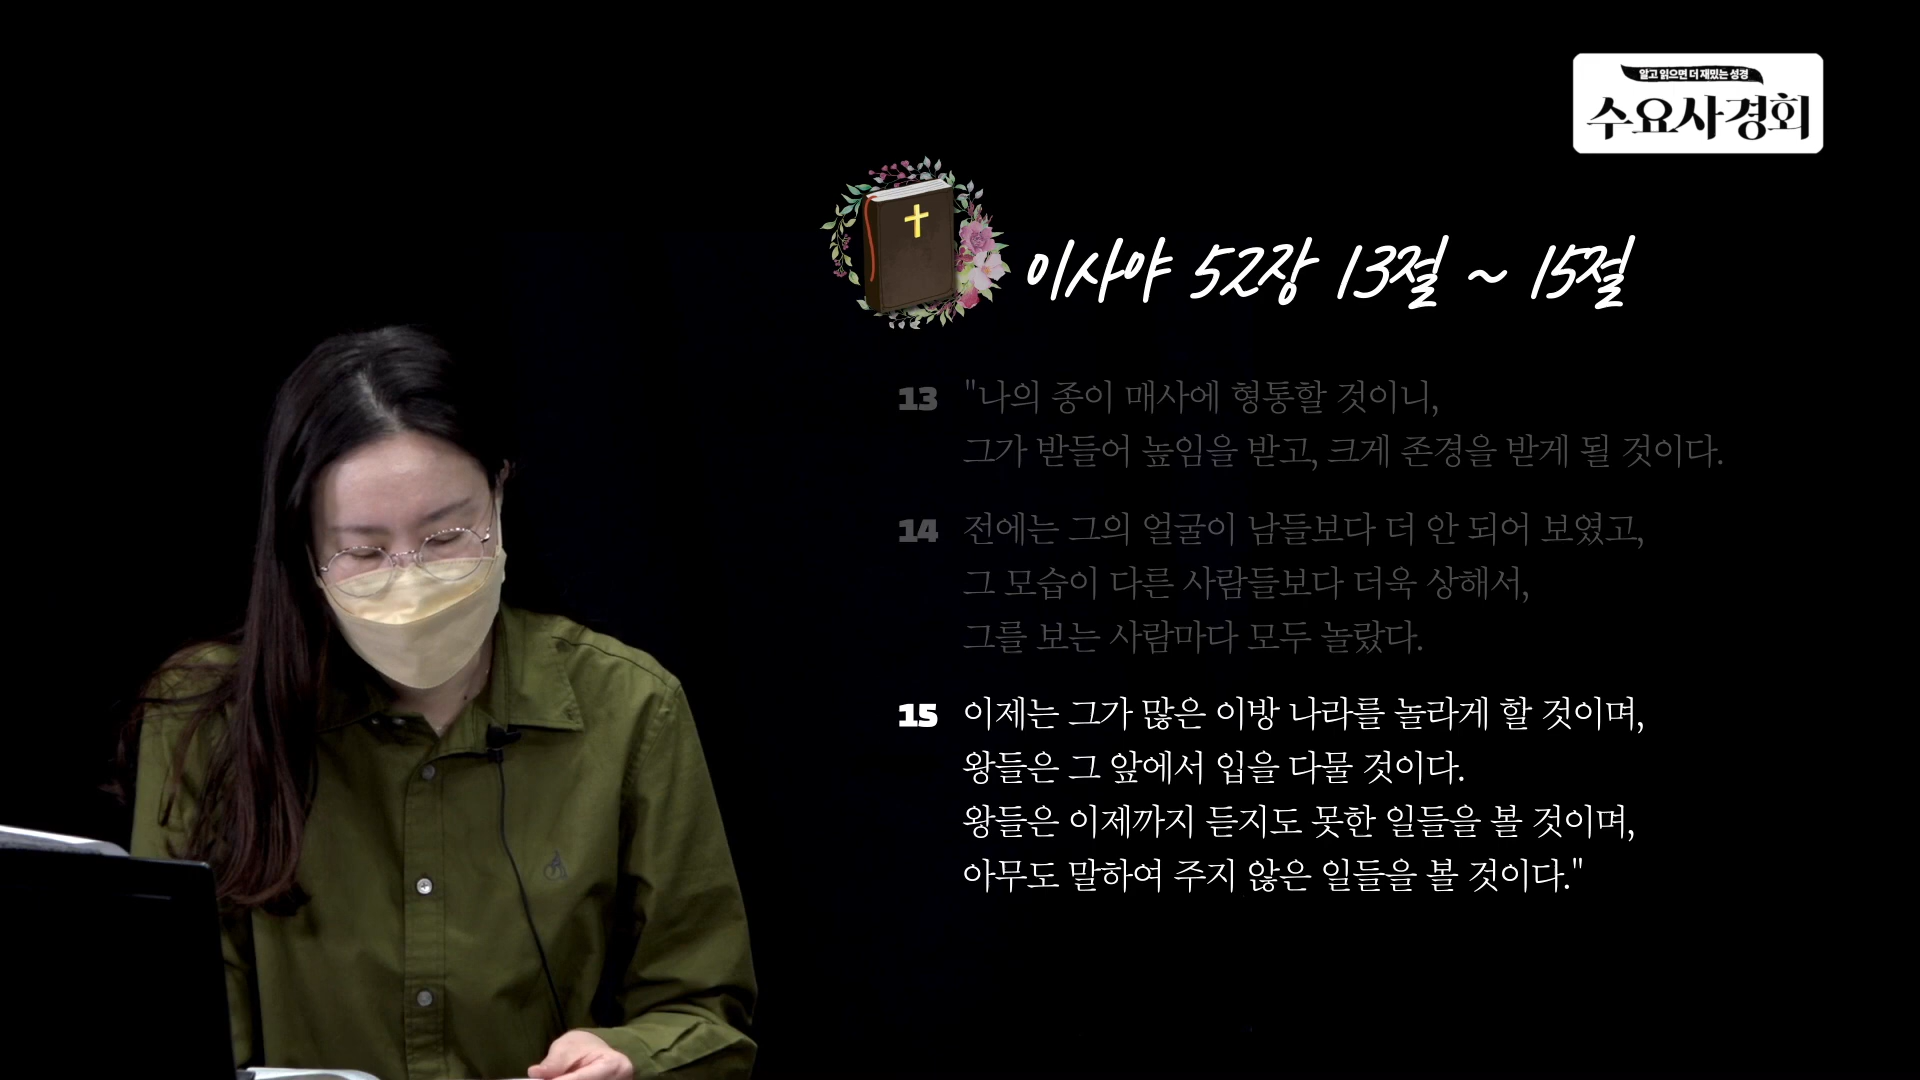 알고 읽으면 더 재밌는 성경
수요사경회
이사야 52장 13절 ~ 15절
13 "나의 종이 매사에 형통할 것이니,
그가 받들어 높임을 받고, 크게 존경을 받게 될 것이다.
14 전에는 그의 얼굴이 남들보다 더 안 되어 보였고,
그 모습이 다른 사람들보다 더욱 상해서,
그를 보는 사람마다 모두 놀랐다.
15 이제는 그가 많은 이방 나라를 놀라게 할 것이며,
왕들은 그 앞에서 입을 다물 것이다.
왕들은 이제까지 듣지도 못한 일들을 볼 것이며,
아무도 말하여 주지 않은 일들을 볼 것이다."